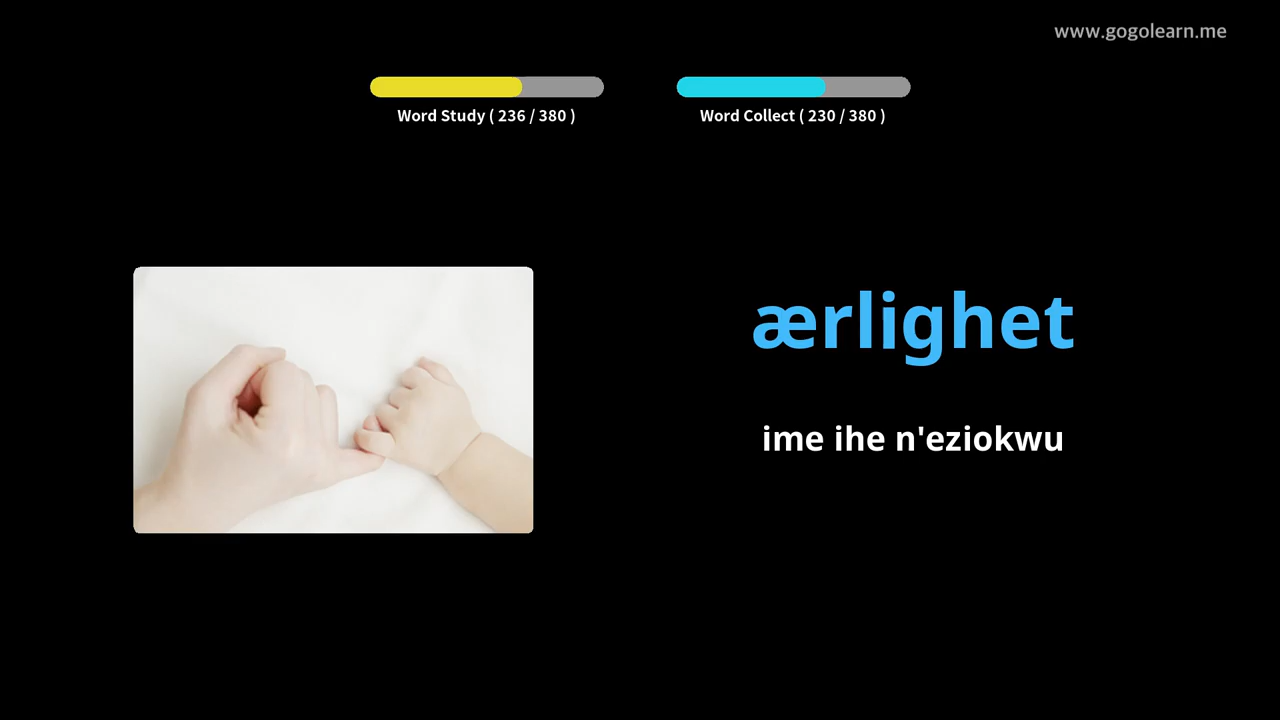 www.gogolearn.me
Word Study ( 236 / 380 )
Word Collect ( 230 / 380 )
ærlighet
ime ihe n'eziokwu